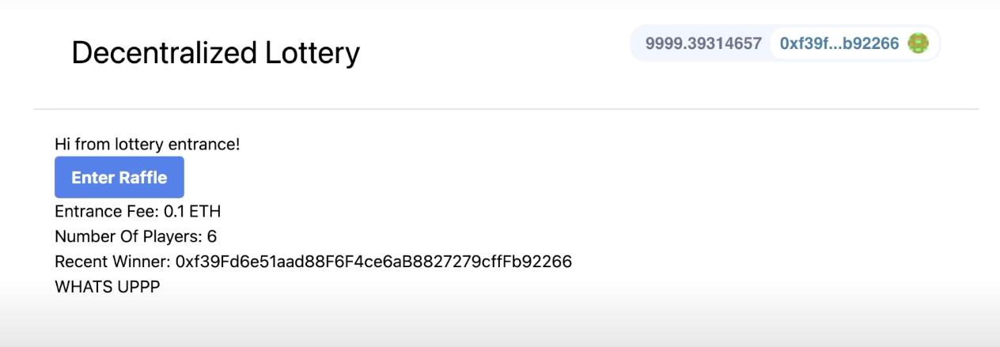 Decentralized Lottery
9999.39314657 0xf39f...b92266
Hi from lottery entrance!
Enter Raffle
Entrance Fee: 0.1 ETH
Number Of Players: 6
Recent Winner: 0xf39Fd6e51aad88F6F4ce6aB8827279cffFb92266
WHATS UPPP